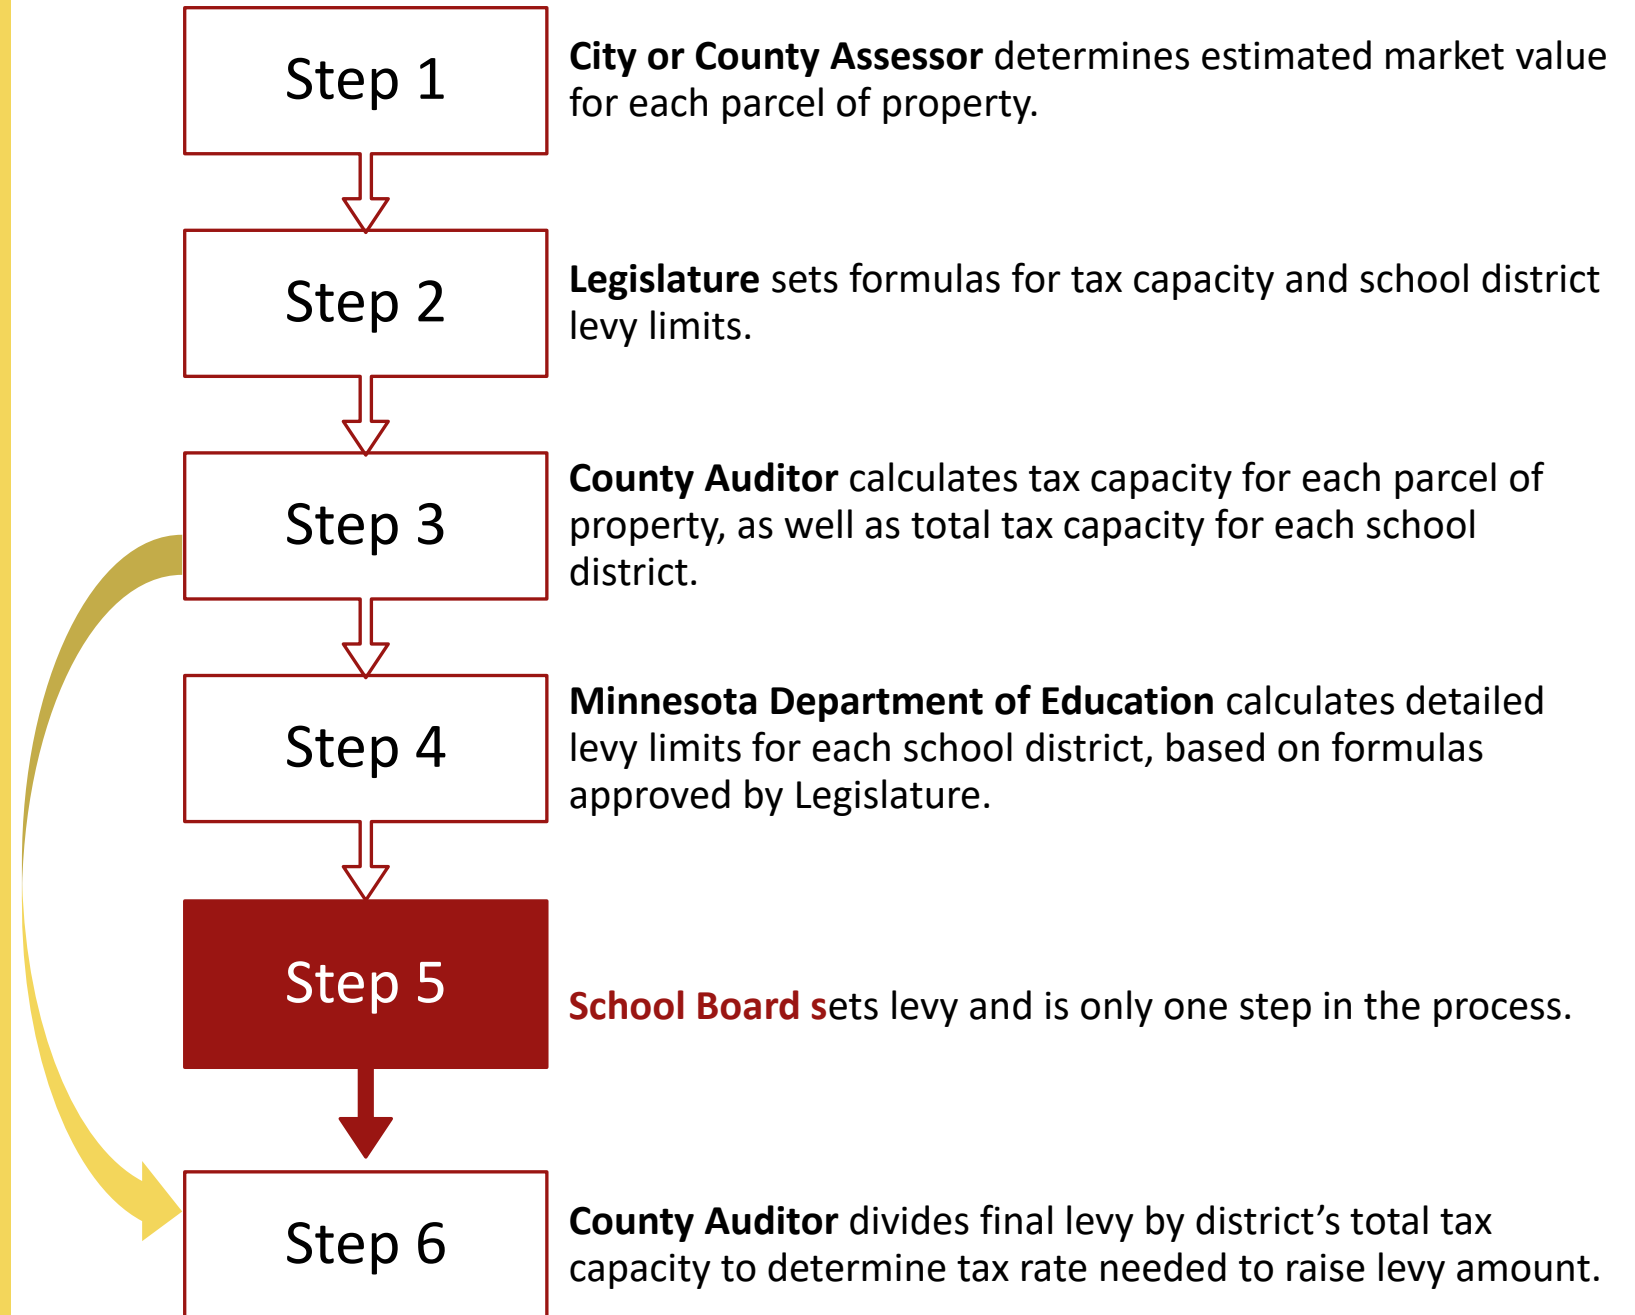 Step 1
City or County Assessor determines estimated market value
for each parcel of property.
Step 2
Legislature sets formulas for tax capacity and school district
levy limits.
Step 3
County Auditor calculates tax capacity for each parcel of
property, as well as total tax capacity for each school
district.
Step 4
Minnesota Department of Education calculates detailed
levy limits for each school district, based on formulas
approved by Legislature.
Step 5
School Board sets levy and is only one step in the process.
Step 6
County Auditor divides final levy by district’s total tax
capacity to determine tax rate needed to raise levy amount.